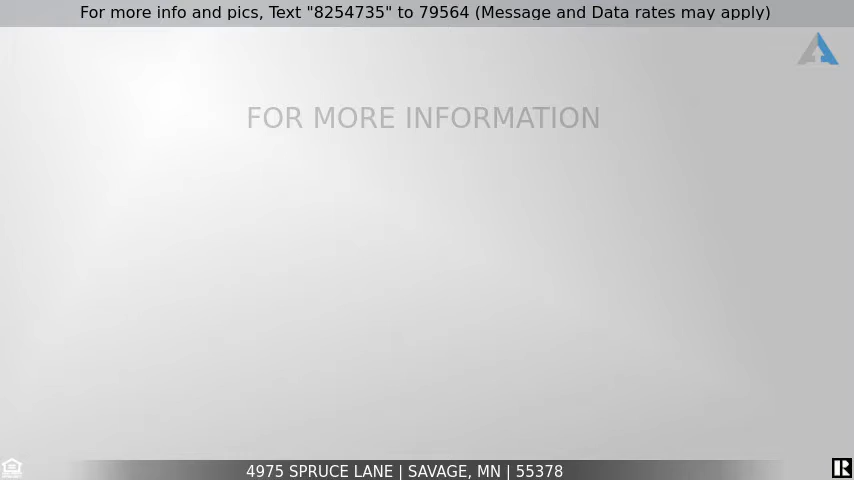 For more info and pics, Text "8254735" to 79564 (Message and Data rates may apply)
FOR MORE INFORMATION
4975 SPRUCE LANE | SAVAGE, MN | 55378